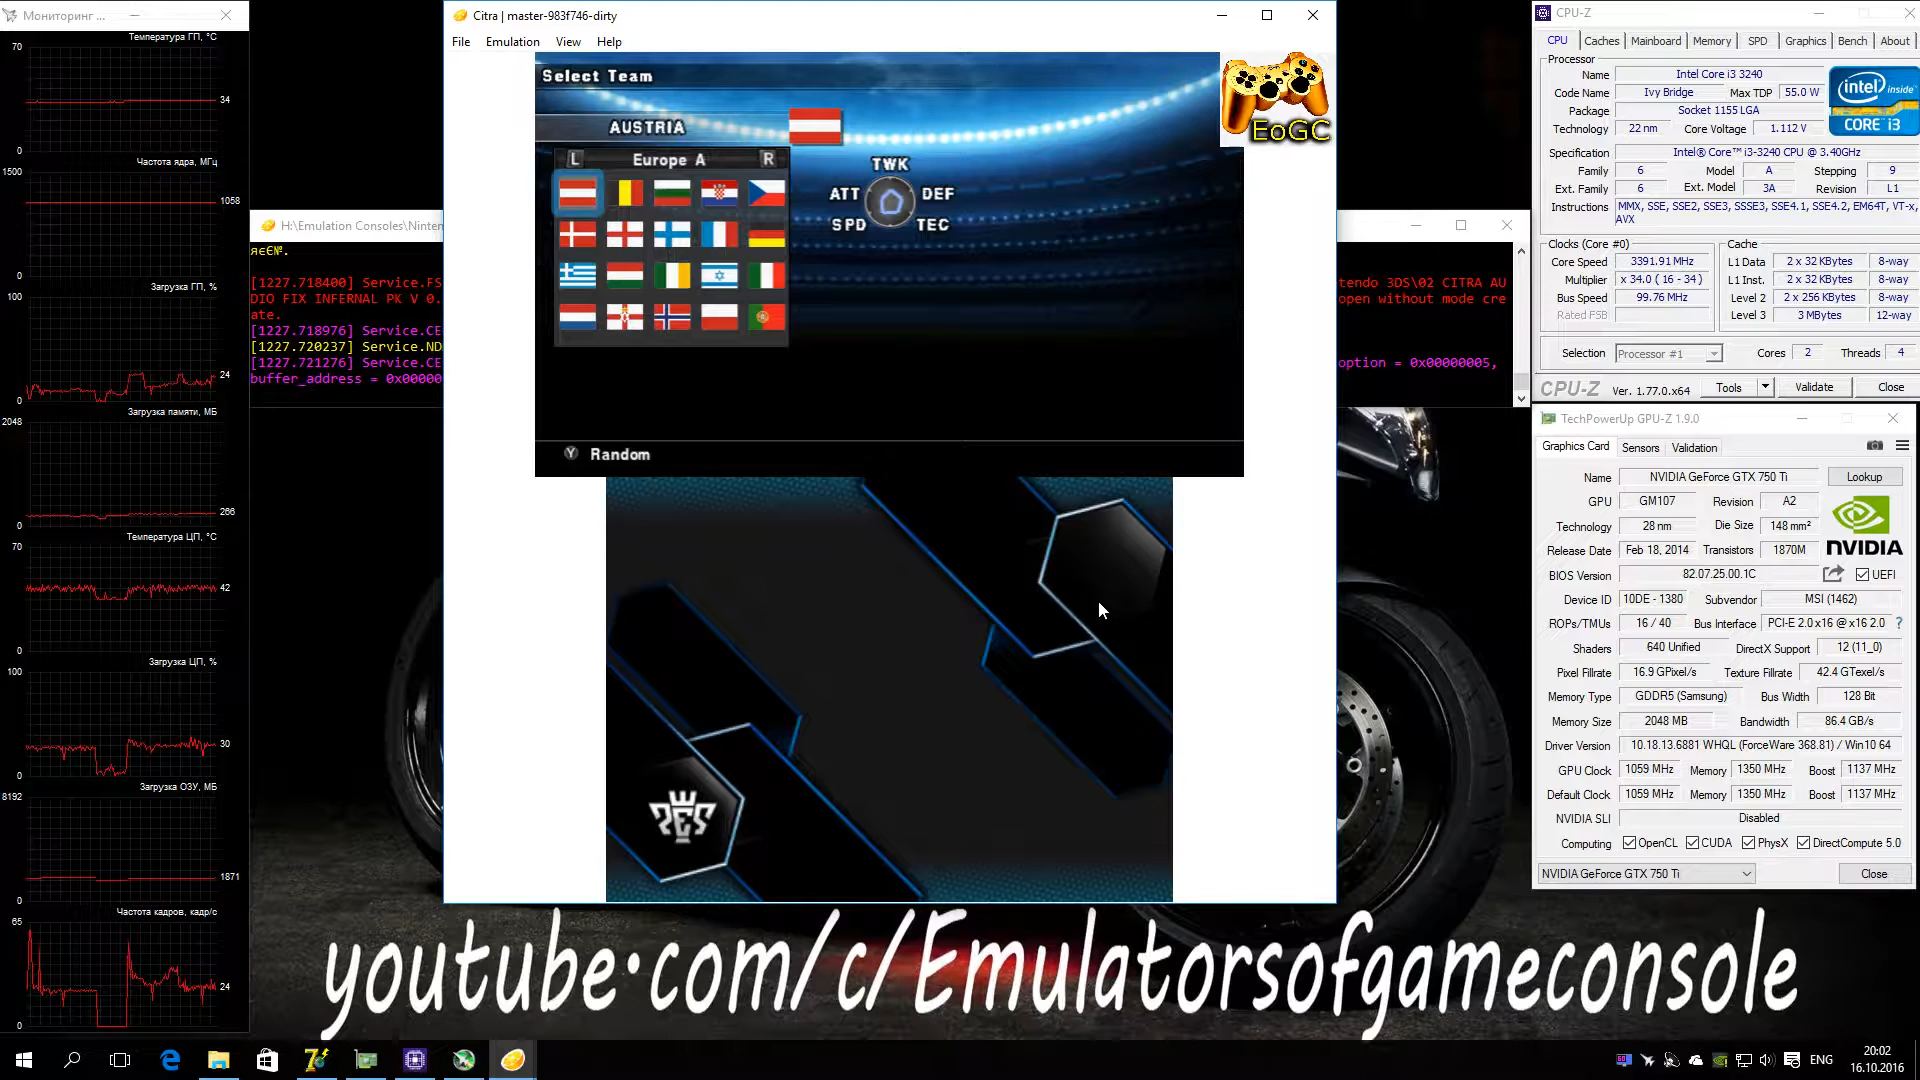 Мониторинг ...
Температура ГП, °C
70
34
0
Частота ядра, МГц
1500
1058
0
Загрузка ГП, %
100
24
0
Загрузка памяти, МБ
2048
266
0
Температура ЦП, °C
70
42
0
Загрузка ЦП, %
100
30
0
Загрузка ОЗУ, МБ
8192
1871
0
Частота кадров, кадр/с
65
24
0
H:\Emulation Consoles\Ninten
яєЄ№.
[1227.718400] Service.FS
DIO FIX INFERNAL PK V 0.
ate.
[1227.718976] Service.CE
[1227.720237] Service.ND
[1227.721276] Service.CE
buffer_address = 0x00000
tendo 3DS\02 CITRA AU
open without mode cre
option = 0x00000005,
Citra | master-983f746-dirty
File Emulation View Help
Select Team
EoGC
AUSTRIA
L Europe A R
TWK
ATT DEF
SPD TEC
Y Random
PES
CPU-Z
CPU Caches Mainboard Memory SPD Graphics Bench About
Processor
Name Intel Core i3 3240
Code Name Ivy Bridge Max TDP 55.0 W
Package Socket 1155 LGA
Technology 22 nm Core Voltage 1.112 V
intel inside™
CORE i3
Specification Intel® Core™ i3-3240 CPU @ 3.40GHz
Family 6 Model A Stepping 9
Ext. Family 6 Ext. Model 3A Revision L1
Instructions MMX, SSE, SSE2, SSE3, SSSE3, SSE4.1, SSE4.2, EM64T, VT-x, AVX
Clocks (Core #0)
Core Speed 3391.91 MHz
Multiplier x 34.0 ( 16 - 34 )
Bus Speed 99.76 MHz
Rated FSB
Cache
L1 Data 2 x 32 KBytes 8-way
L1 Inst. 2 x 32 KBytes 8-way
Level 2 2 x 256 KBytes 8-way
Level 3 3 MBytes 12-way
Selection Processor #1 Cores 2 Threads 4
CPU-Z Ver. 1.77.0.x64 Tools Validate Close
TechPowerUp GPU-Z 1.9.0
Graphics Card Sensors Validation
Name NVIDIA GeForce GTX 750 Ti Lookup
GPU GM107 Revision A2
Technology 28 nm Die Size 148 mm²
Release Date Feb 18, 2014 Transistors 1870M
NVIDIA
BIOS Version 82.07.25.00.1C UEFI
Device ID 10DE - 1380 Subvendor MSI (1462)
ROPs/TMUs 16 / 40 Bus Interface PCI-E 2.0 x16 @ x16 2.0 ?
Shaders 640 Unified DirectX Support 12 (11_0)
Pixel Fillrate 16.9 GPixel/s Texture Fillrate 42.4 GTexel/s
Memory Type GDDR5 (Samsung) Bus Width 128 Bit
Memory Size 2048 MB Bandwidth 86.4 GB/s
Driver Version 10.18.13.6881 WHQL (ForceWare 368.81) / Win10 64
GPU Clock 1059 MHz Memory 1350 MHz Boost 1137 MHz
Default Clock 1059 MHz Memory 1350 MHz Boost 1137 MHz
NVIDIA SLI Disabled
Computing OpenCL CUDA PhysX DirectCompute 5.0
NVIDIA GeForce GTX 750 Ti Close
youtube.com/c/Emulatorsofgameconsole
ENG
20:02
16.10.2016